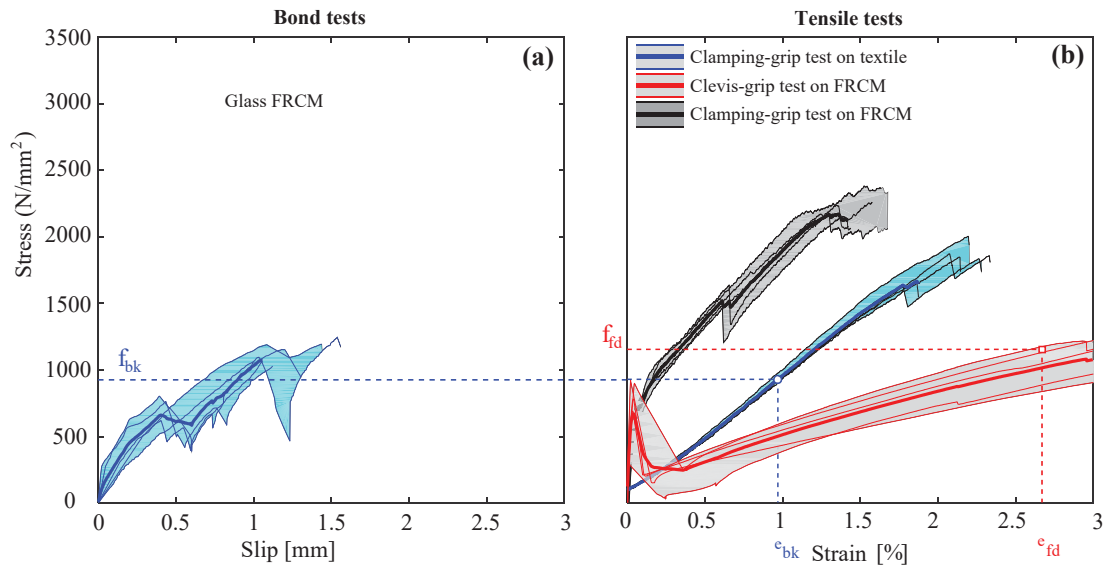 Bond tests
(a)
Glass FRCM
Stress (N/mm²)
3500
3000
2500
2000
1500
1000
500
0
f_bk
0 0.5 1 1.5 2 2.5 3
Slip [mm]
Tensile tests
(b)
Clamping-grip test on textile
Clevis-grip test on FRCM
Clamping-grip test on FRCM
f_fd
0 0.5 1 1.5 2 2.5 3
e_bk
Strain [%]
e_fd